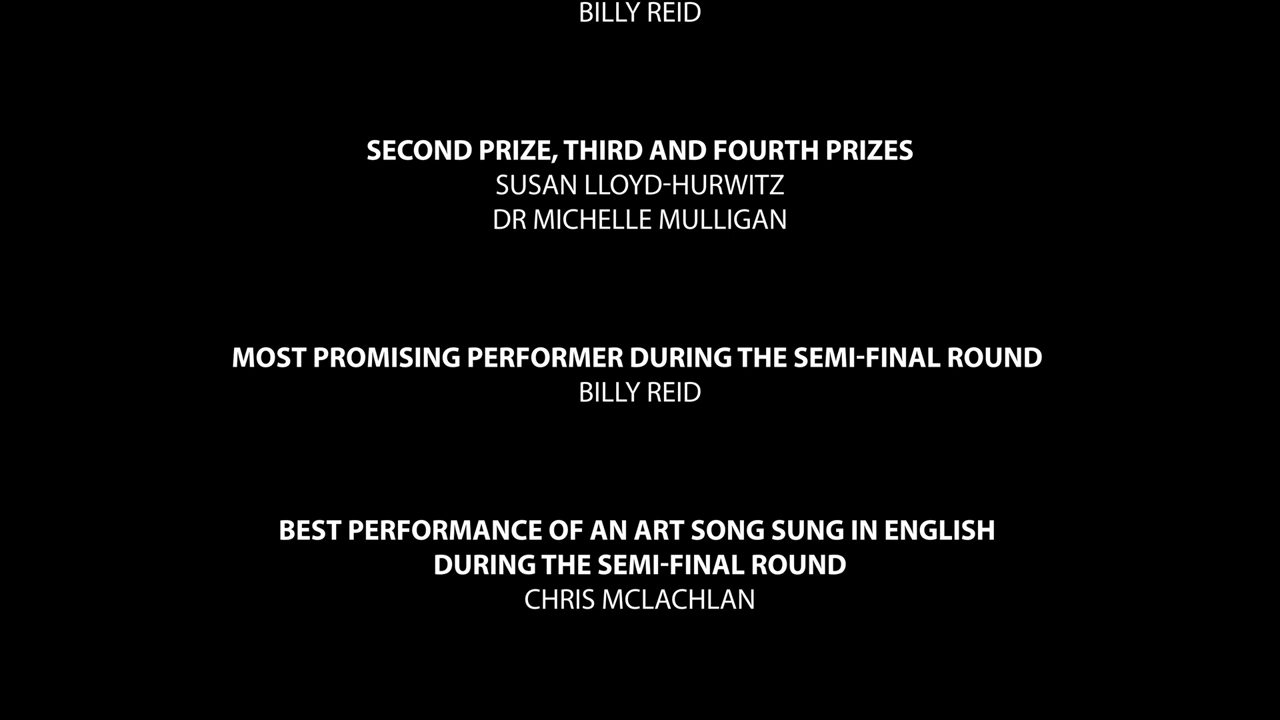 BILLY REID
SECOND PRIZE, THIRD AND FOURTH PRIZES
SUSAN LLOYD-HURWITZ
DR MICHELLE MULLIGAN
MOST PROMISING PERFORMER DURING THE SEMI-FINAL ROUND
BILLY REID
BEST PERFORMANCE OF AN ART SONG SUNG IN ENGLISH
DURING THE SEMI-FINAL ROUND
CHRIS MCLACHLAN